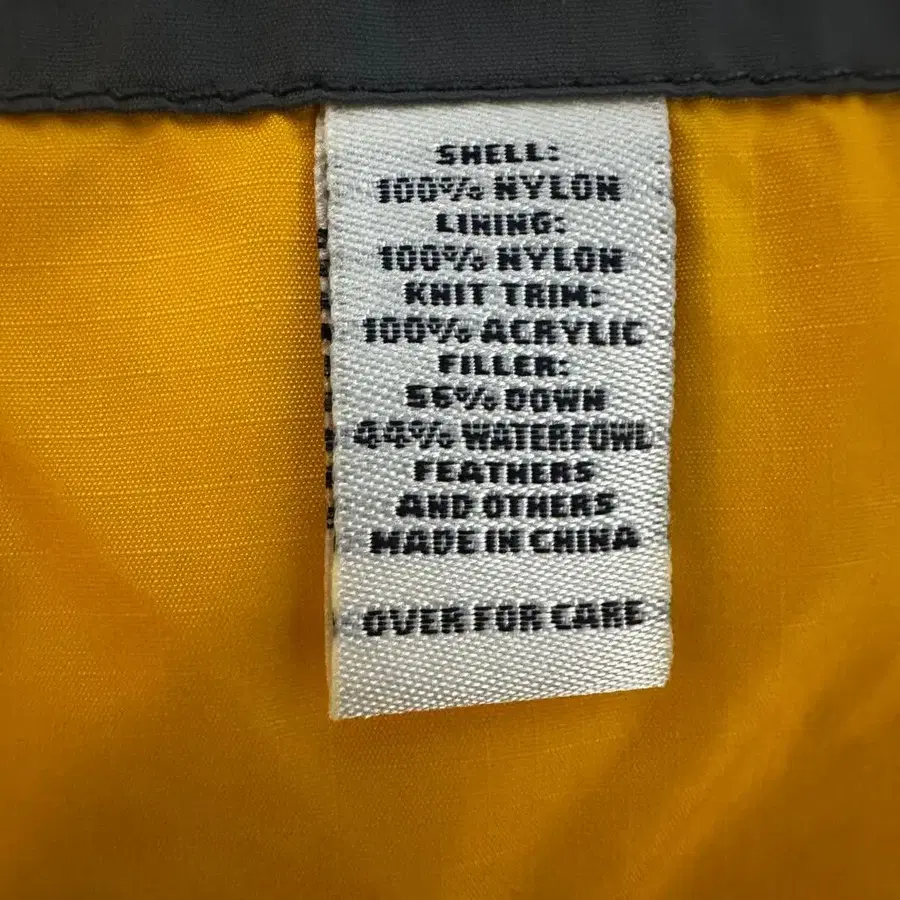 SHELL:
100% NYLON
LINING:
100% NYLON
KNIT TRIM:
100% ACRYLIC
FILLER:
56% DOWN
44% WATERFOWL
FEATHERS
AND OTHERS
MADE IN CHINA
OVER FOR CARE